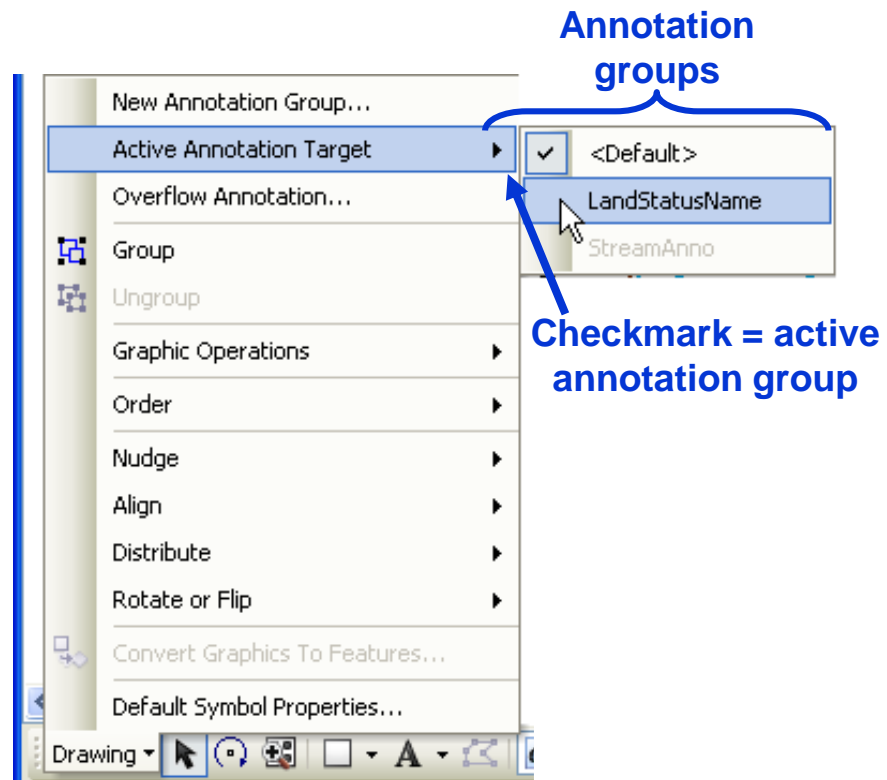 Annotation
groups
New Annotation Group...
Active Annotation Target
<Default>
Overflow Annotation...
LandStatusName
Group
StreamAnno
Ungroup
Checkmark = active
annotation group
Graphic Operations
Order
Nudge
Align
Distribute
Rotate or Flip
Convert Graphics To Features...
Default Symbol Properties...
Drawing
A